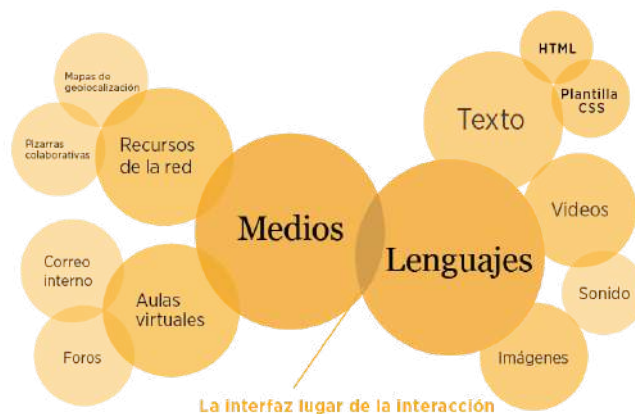 Mapas de
geolocalización
Pizarras
colaborativas
Recursos
de la red
Correo
interno
Foros
Aulas
virtuales
Medios
Lenguajes
Texto
HTML
Plantilla
CSS
Videos
Sonido
Imágenes
La interfaz lugar de la interacción